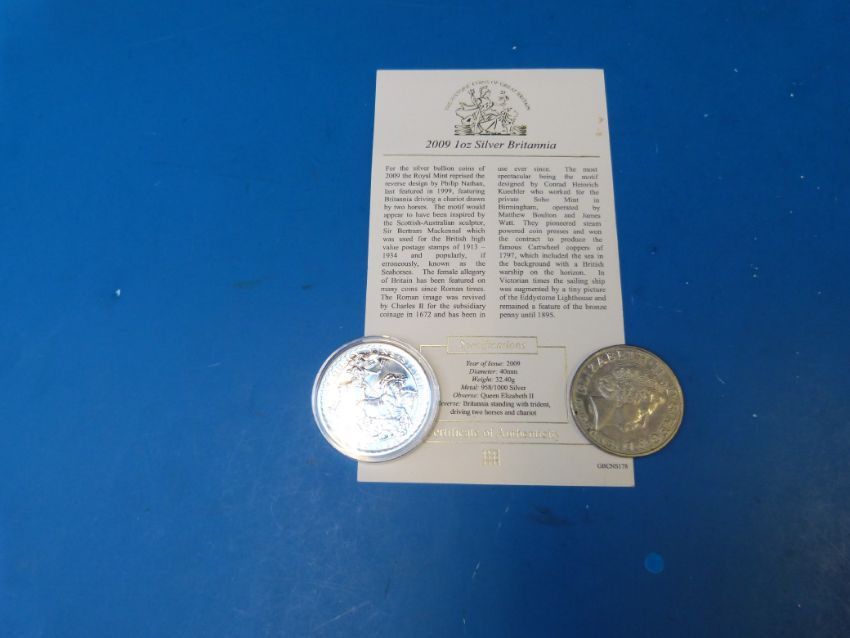 THE HISTORIC COINS OF GREAT BRITAIN
2009 1oz Silver Britannia
For the silver bullion coins of
2009 the Royal Mint reprised the
reverse design by Philip Nathan,
last featured in 1999, featuring
Britannia driving a chariot drawn
by two horses. The motif would
appear to have been inspired by
the Scottish-Australian sculptor,
Sir Bertram Mackennal which
was used for the British high
value postage stamps of 1913 –
1934 and popularly, if
erroneously, known as the
Seahorses. The female allegory
of Britain has been featured on
many coins since Roman times.
The Roman image was revived
by Charles II for the subsidiary
coinage in 1672 and has been in
use ever since. The most
spectacular being the motif
designed by Conrad Heinrich
Kuechler who worked for the
private Soho Mint in
Birmingham, operated by
Matthew Boulton and James
Watt. They pioneered steam
powered coin presses and won
the contract to produce the
famous Cartwheel coppers of
1797, which included the sea in
the background with a British
warship on the horizon. In
Victorian times the sailing ship
was augmented by a tiny picture
of the Eddystone Lighthouse and
remained a feature of the bronze
penny until 1895.
Specifications
Year of Issue: 2009
Diameter: 40mm
Weight: 32.40g
Metal: 958/1000 Silver
Obverse: Queen Elizabeth II
everse: Britannia standing with trident,
driving two horses and chariot
ertificate of Authenticity
GBCNS178
ELIZABETH